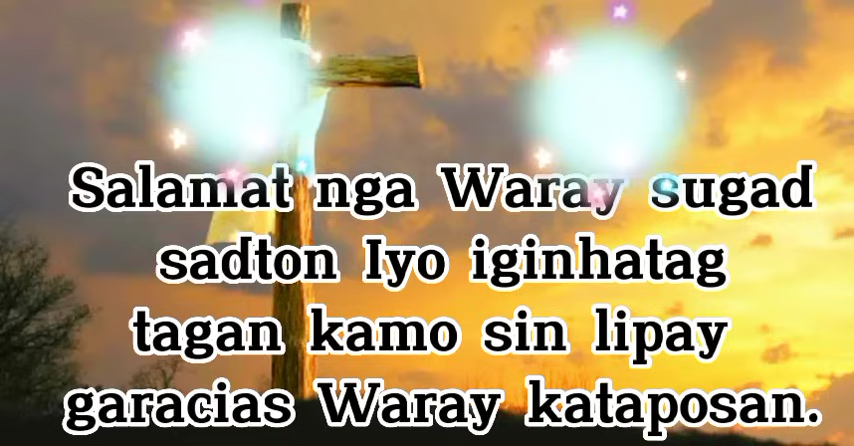 Salamat nga Waray sugad
sadton Iyo iginhatag
tagan kamo sin lipay
garacias Waray kataposan.